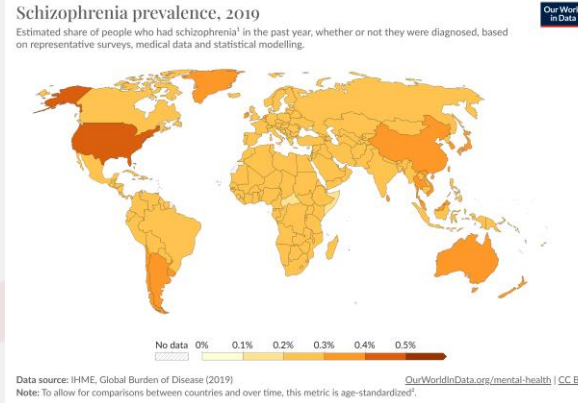 Schizophrenia prevalence, 2019
Our World
in Data
Estimated share of people who had schizophrenia¹ in the past year, whether or not they were diagnosed, based
on representative surveys, medical data and statistical modelling.
No data 0% 0.1% 0.2% 0.3% 0.4% 0.5%
Data source: IHME, Global Burden of Disease (2019) OurWorldInData.org/mental-health | CC B
Note: To allow for comparisons between countries and over time, this metric is age-standardized².